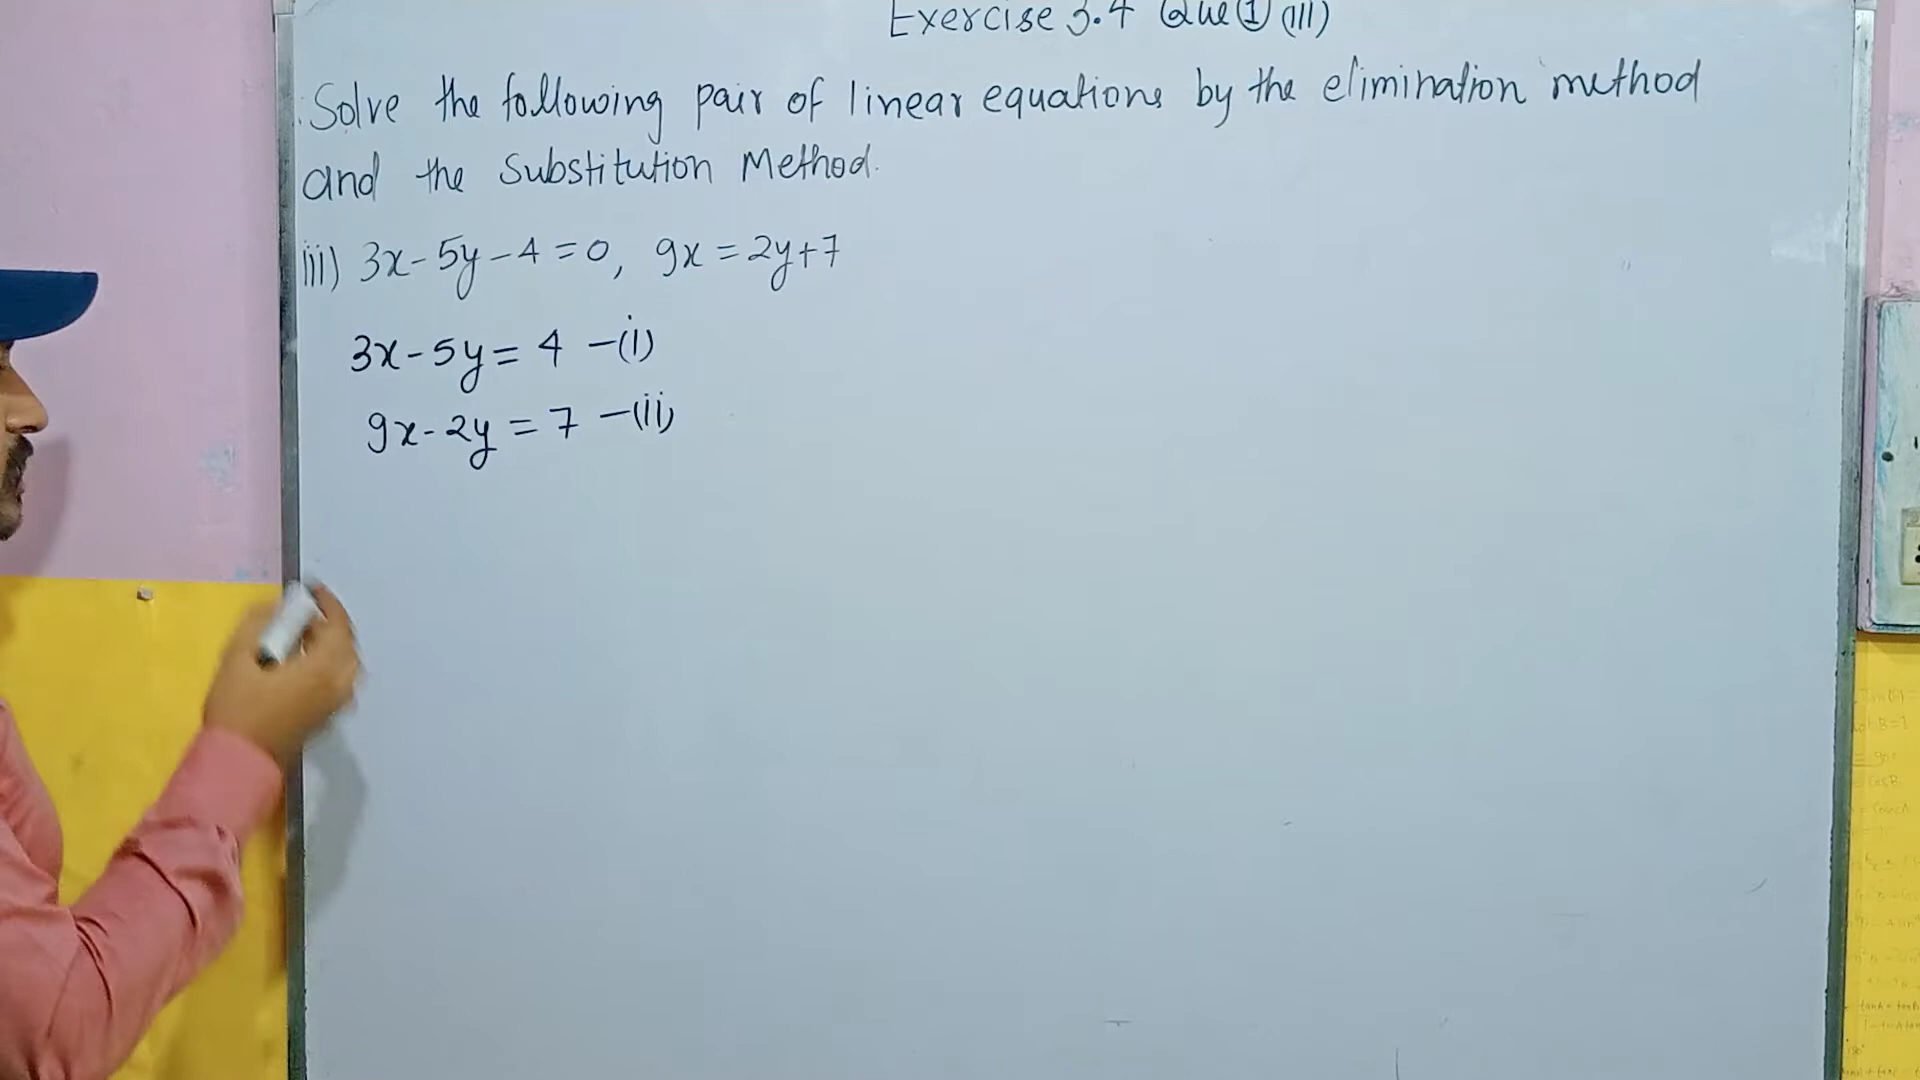 Exercise 3.4 Que ① (iii)
Solve the following pair of linear equations by the elimination method
and the Substitution Method.
iii) 3x-5y-4=0, 9x=2y+7
3x-5y=4 -(i)
9x-2y=7 -(ii)